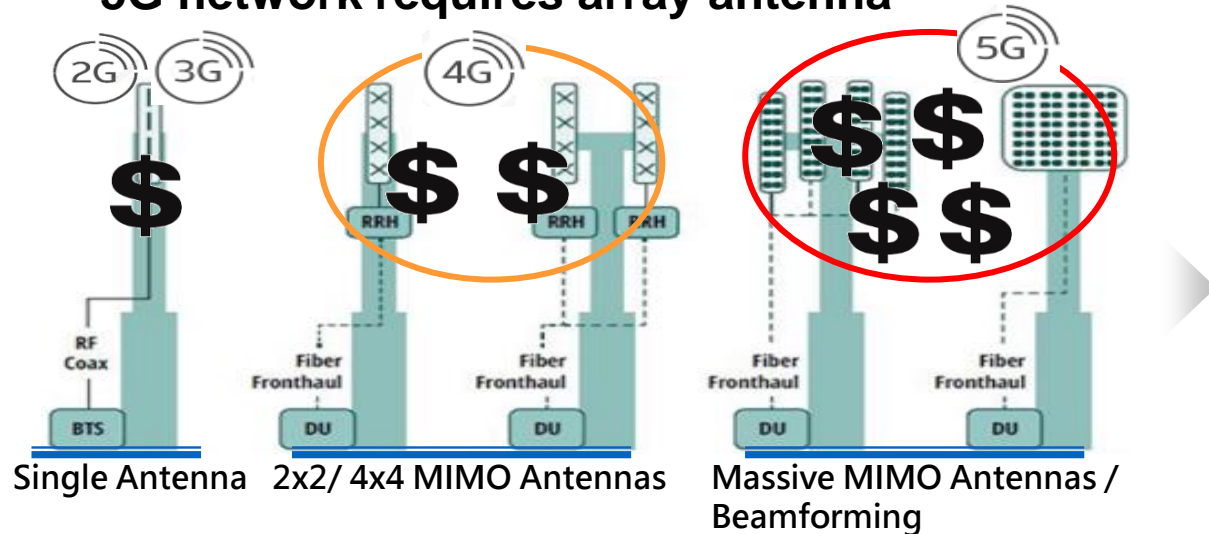 5G network requires array antenna
2G 3G
4G
5G
$
$ $
$ $
$ $
RRH RRH RRH
RF
Coax
Fiber
Fronthaul
Fiber
Fronthaul
Fiber
Fronthaul
Fiber
Fronthaul
BTS
DU
DU
DU
DU
Single Antenna
2x2/ 4x4 MIMO Antennas
Massive MIMO Antennas /
Beamforming